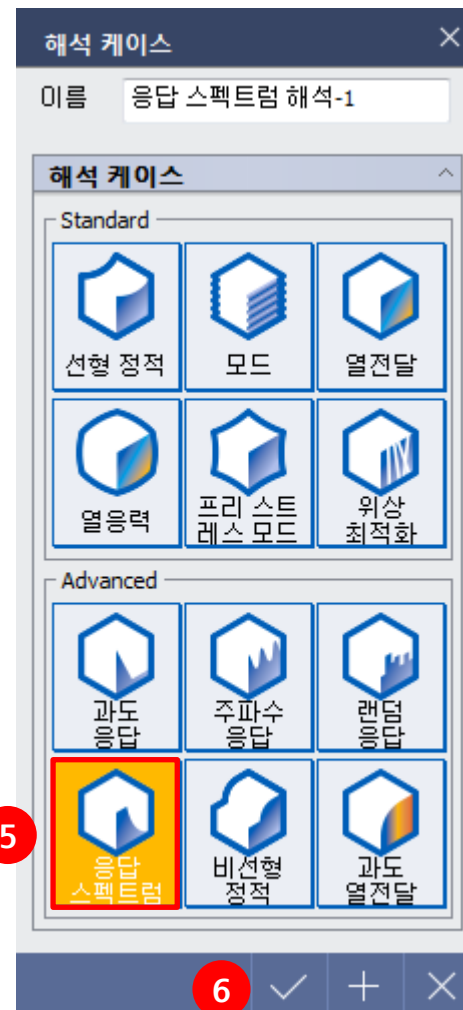 해석 케이스
이름 응답 스펙트럼 해석-1
해석 케이스
Standard
선형 정적 모드 열전달
열응력
프리 스트
레스 모드
위상
최적화
Advanced
과도
응답
주파수
응답
랜덤
응답
5
응답
스펙트럼
비선형
정적
과도
열전달
6